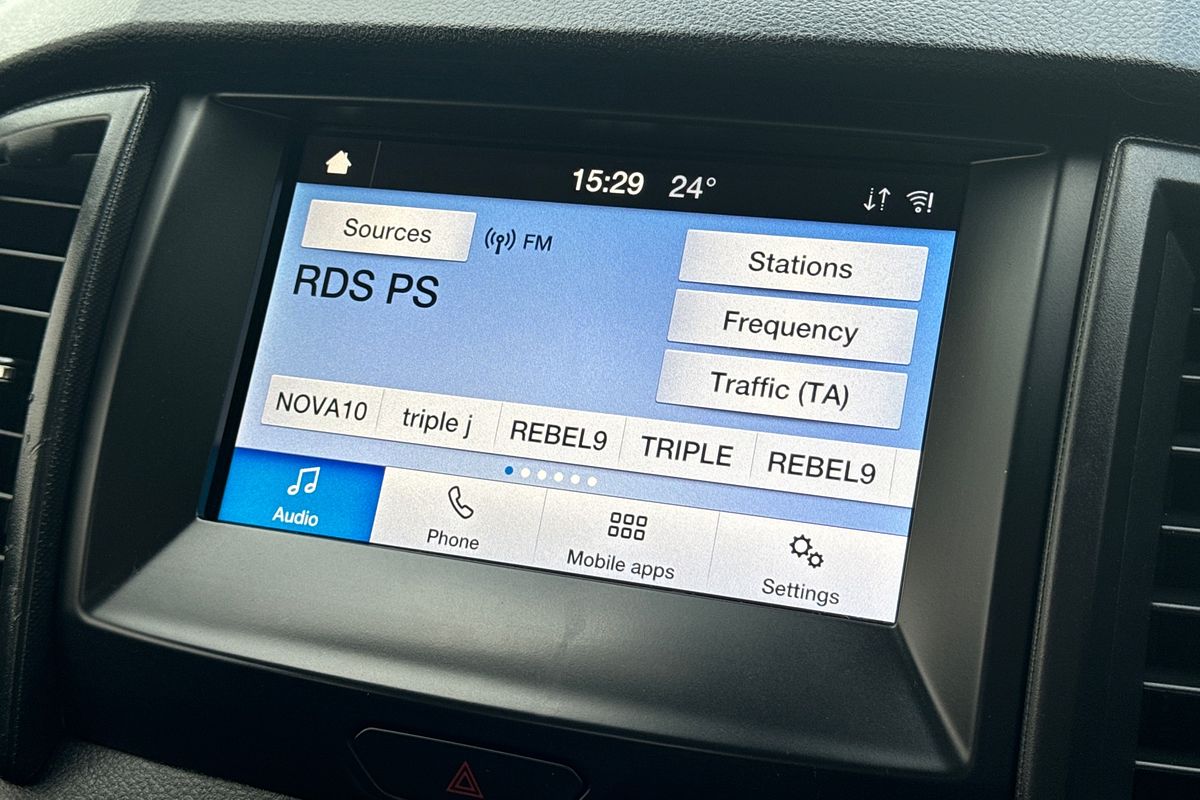 15:29 24°
Sources FM
Stations
RDS PS
Frequency
Traffic (TA)
NOVA10 triple j REBEL9 TRIPLE REBEL9
Audio Phone Mobile apps Settings